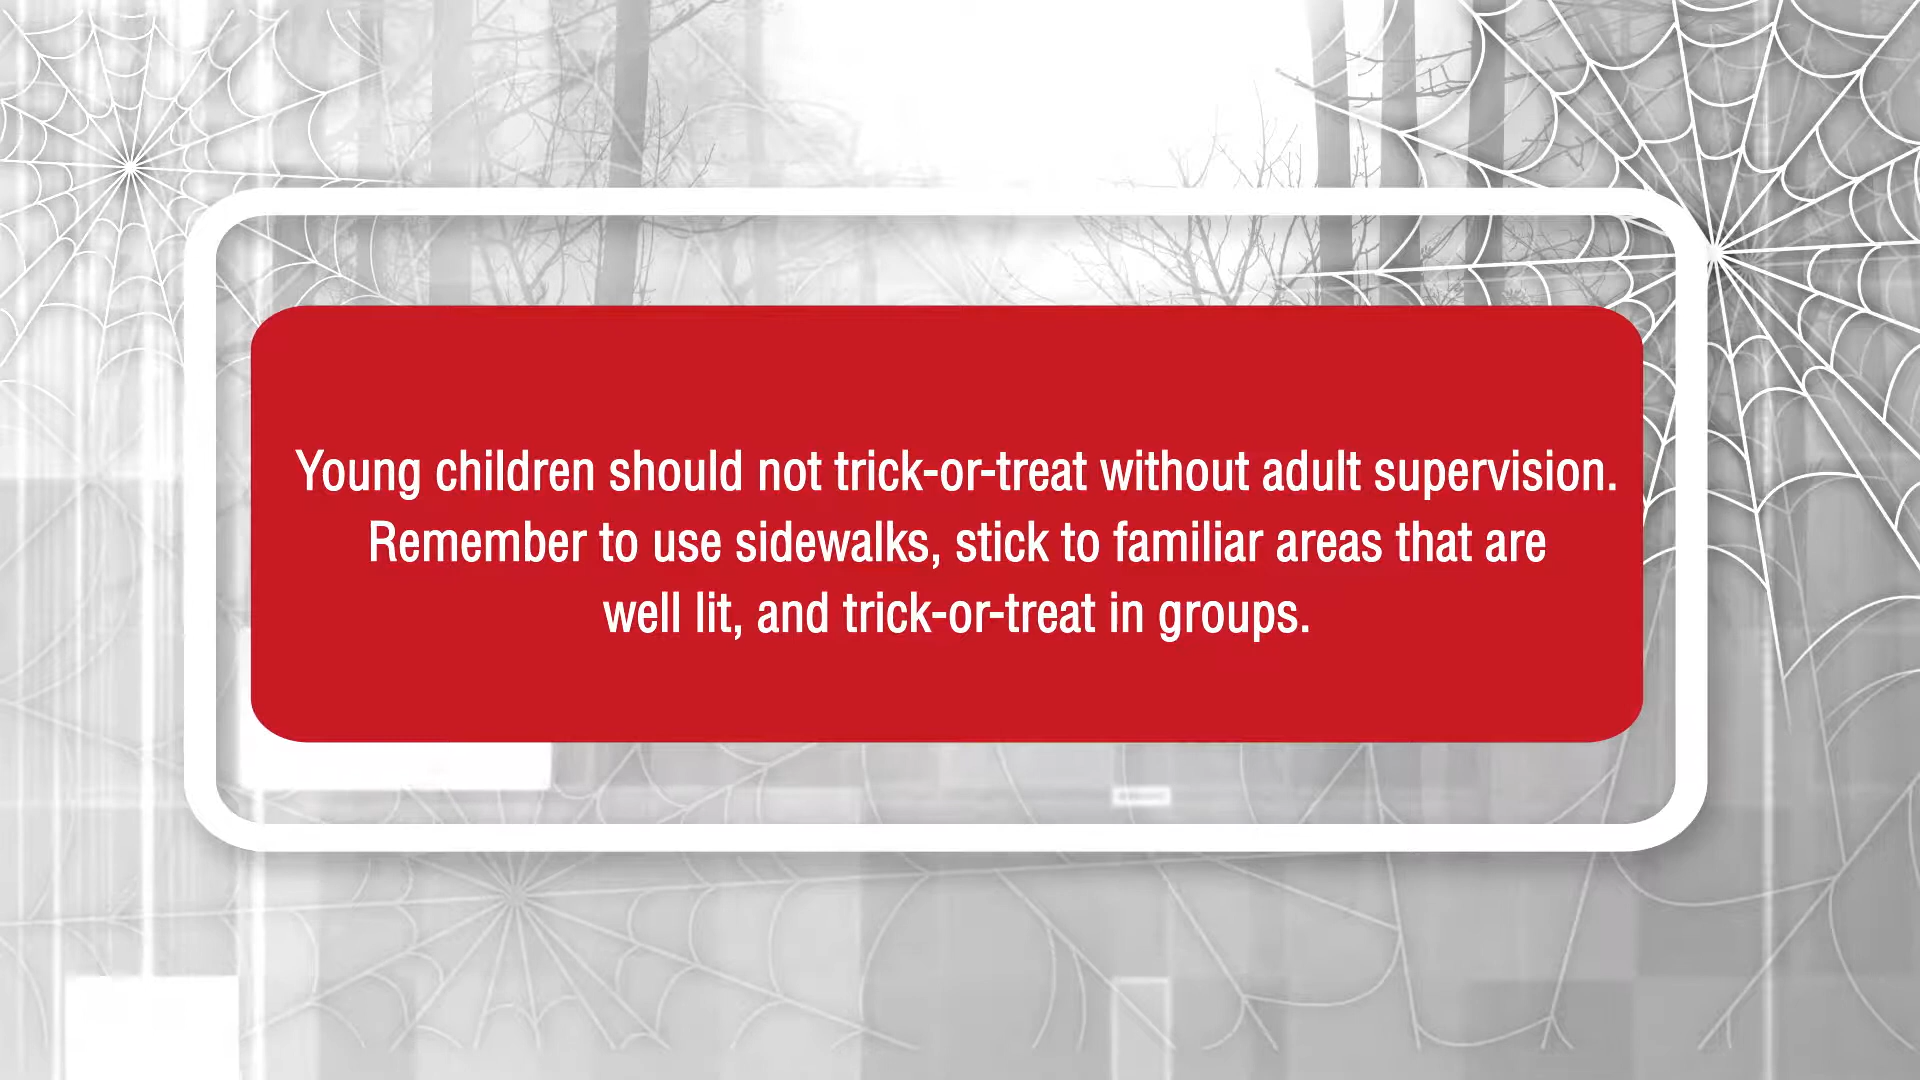 Young children should not trick-or-treat without adult supervision.
Remember to use sidewalks, stick to familiar areas that are
well lit, and trick-or-treat in groups.